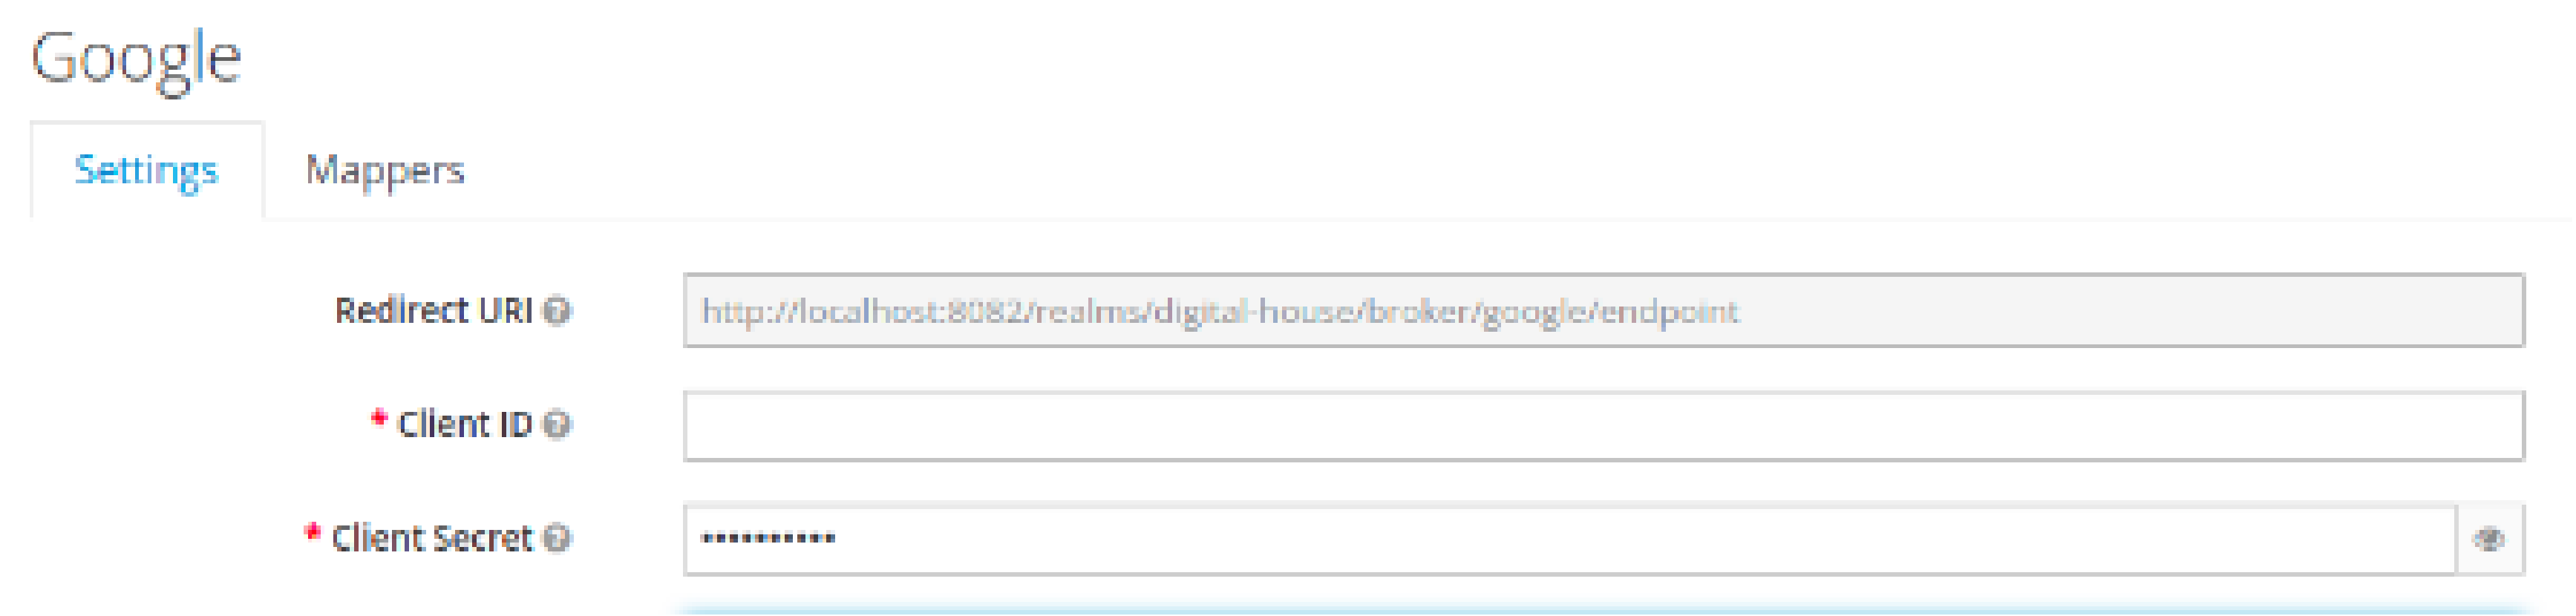 Google
Settings Mappers
Redirect URI http://localhost:8082/realms/digital-house/broker/google/endpoint
* Client ID
* Client Secret ••••••••••